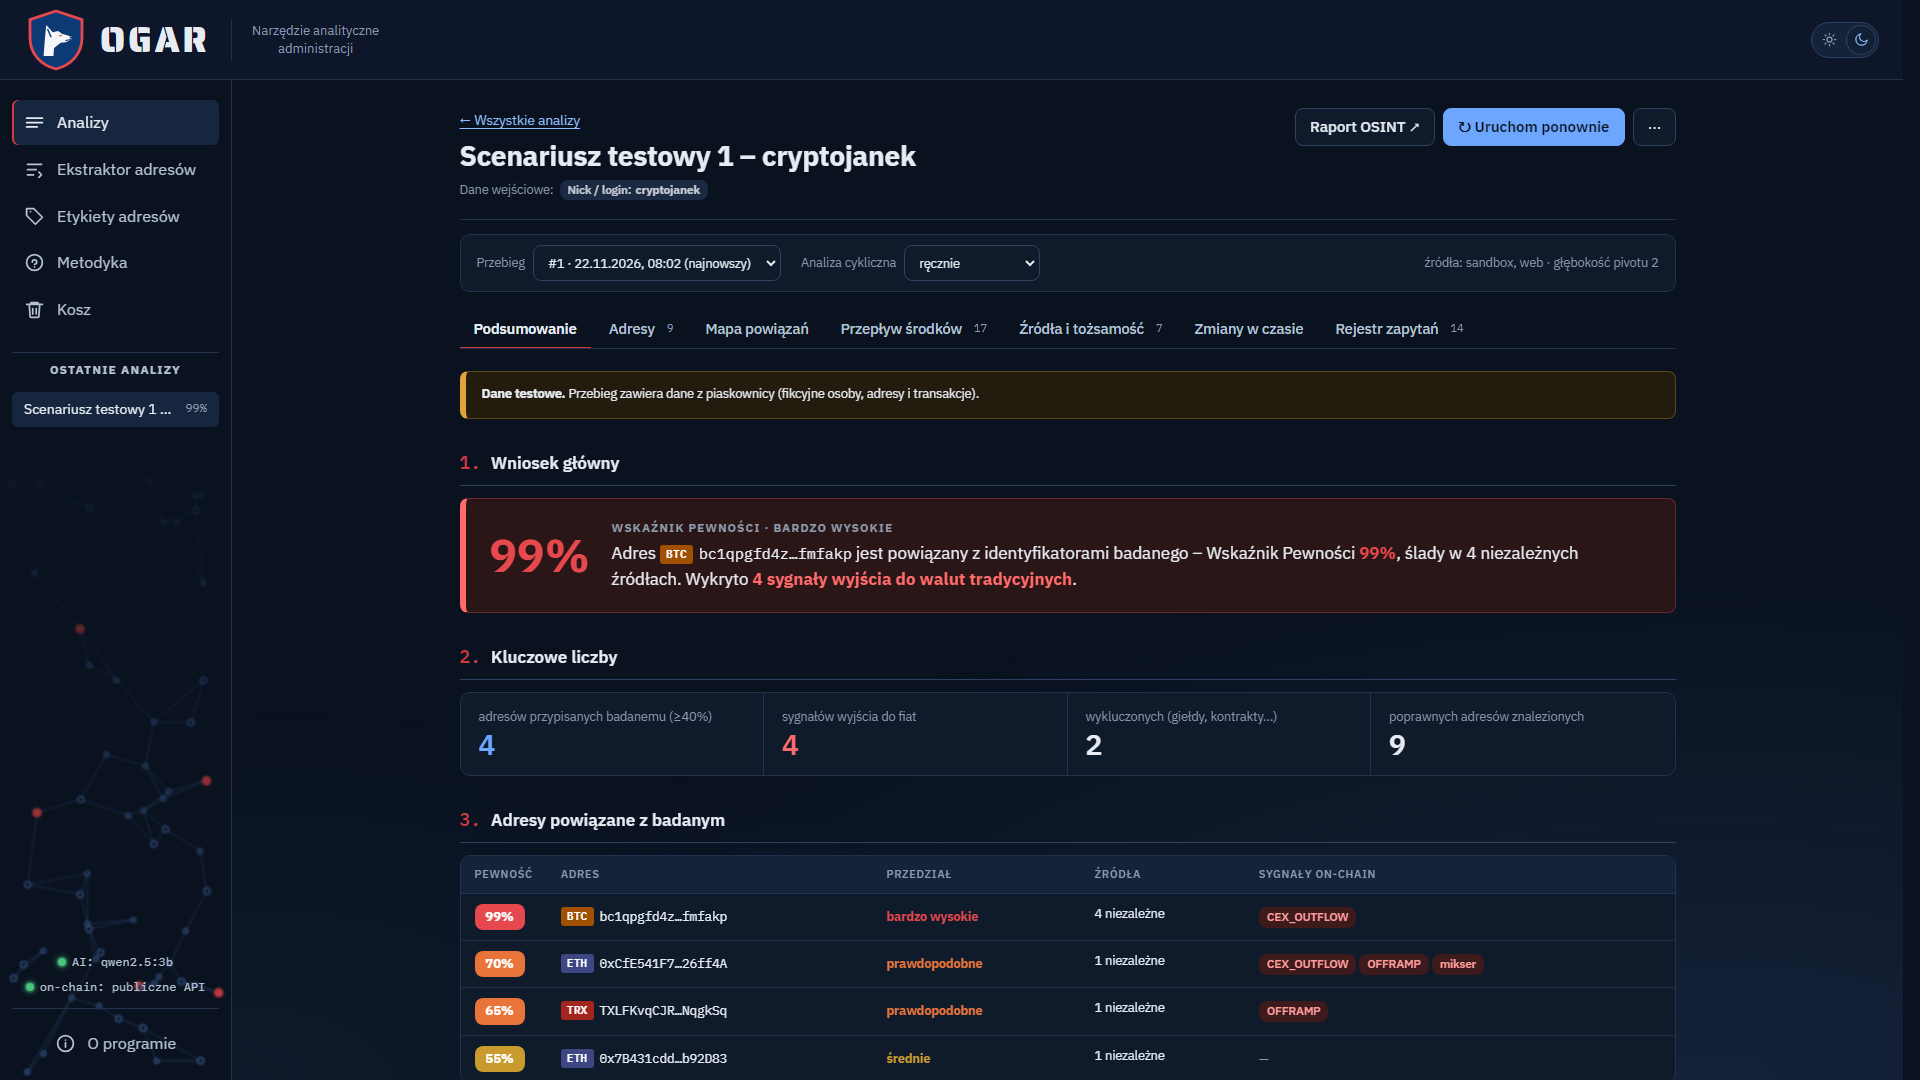 OGAR
Narzędzie analityczne
administracji
Analizy
Ekstraktor adresów
Etykiety adresów
Metodyka
Kosz
OSTATNIE ANALIZY
Scenariusz testowy 1 ... 99%
AI: qwen2.5:3b
on-chain: publiczne API
O programie
← Wszystkie analizy
Scenariusz testowy 1 – cryptojanek
Dane wejściowe: Nick / login: cryptojanek
Raport OSINT ↗
↻ Uruchom ponownie
...
Przebieg #1 · 22.11.2026, 08:02 (najnowszy) Analiza cykliczna ręcznie źródła: sandbox, web · głębokość pivotu 2
Podsumowanie Adresy 9 Mapa powiązań Przepływ środków 17 Źródła i tożsamość 7 Zmiany w czasie Rejestr zapytań 14
Dane testowe. Przebieg zawiera dane z piaskownicy (fikcyjne osoby, adresy i transakcje).
1. Wniosek główny
99%
WSKAŹNIK PEWNOŚCI · BARDZO WYSOKIE
Adres BTC bc1qpgfd4z…fmfakp jest powiązany z identyfikatorami badanego – Wskaźnik Pewności 99%, ślady w 4 niezależnych
źródłach. Wykryto 4 sygnały wyjścia do walut tradycyjnych.
2. Kluczowe liczby
adresów przypisanych badanemu (≥40%)
4
sygnałów wyjścia do fiat
4
wykluczonych (giełdy, kontrakty…)
2
poprawnych adresów znalezionych
9
3. Adresy powiązane z badanym
PEWNOŚĆ ADRES PRZEDZIAŁ ŹRÓDŁA SYGNAŁY ON-CHAIN
99% BTC bc1qpgfd4z…fmfakp bardzo wysokie 4 niezależne CEX_OUTFLOW
70% ETH 0xCfE541F7…26ff4A prawdopodobne 1 niezależne CEX_OUTFLOW OFFRAMP mikser
65% TRX TXLFKvqCJR…NqgkSq prawdopodobne 1 niezależne OFFRAMP
55% ETH 0x7B431cdd…b92D83 średnie 1 niezależne —